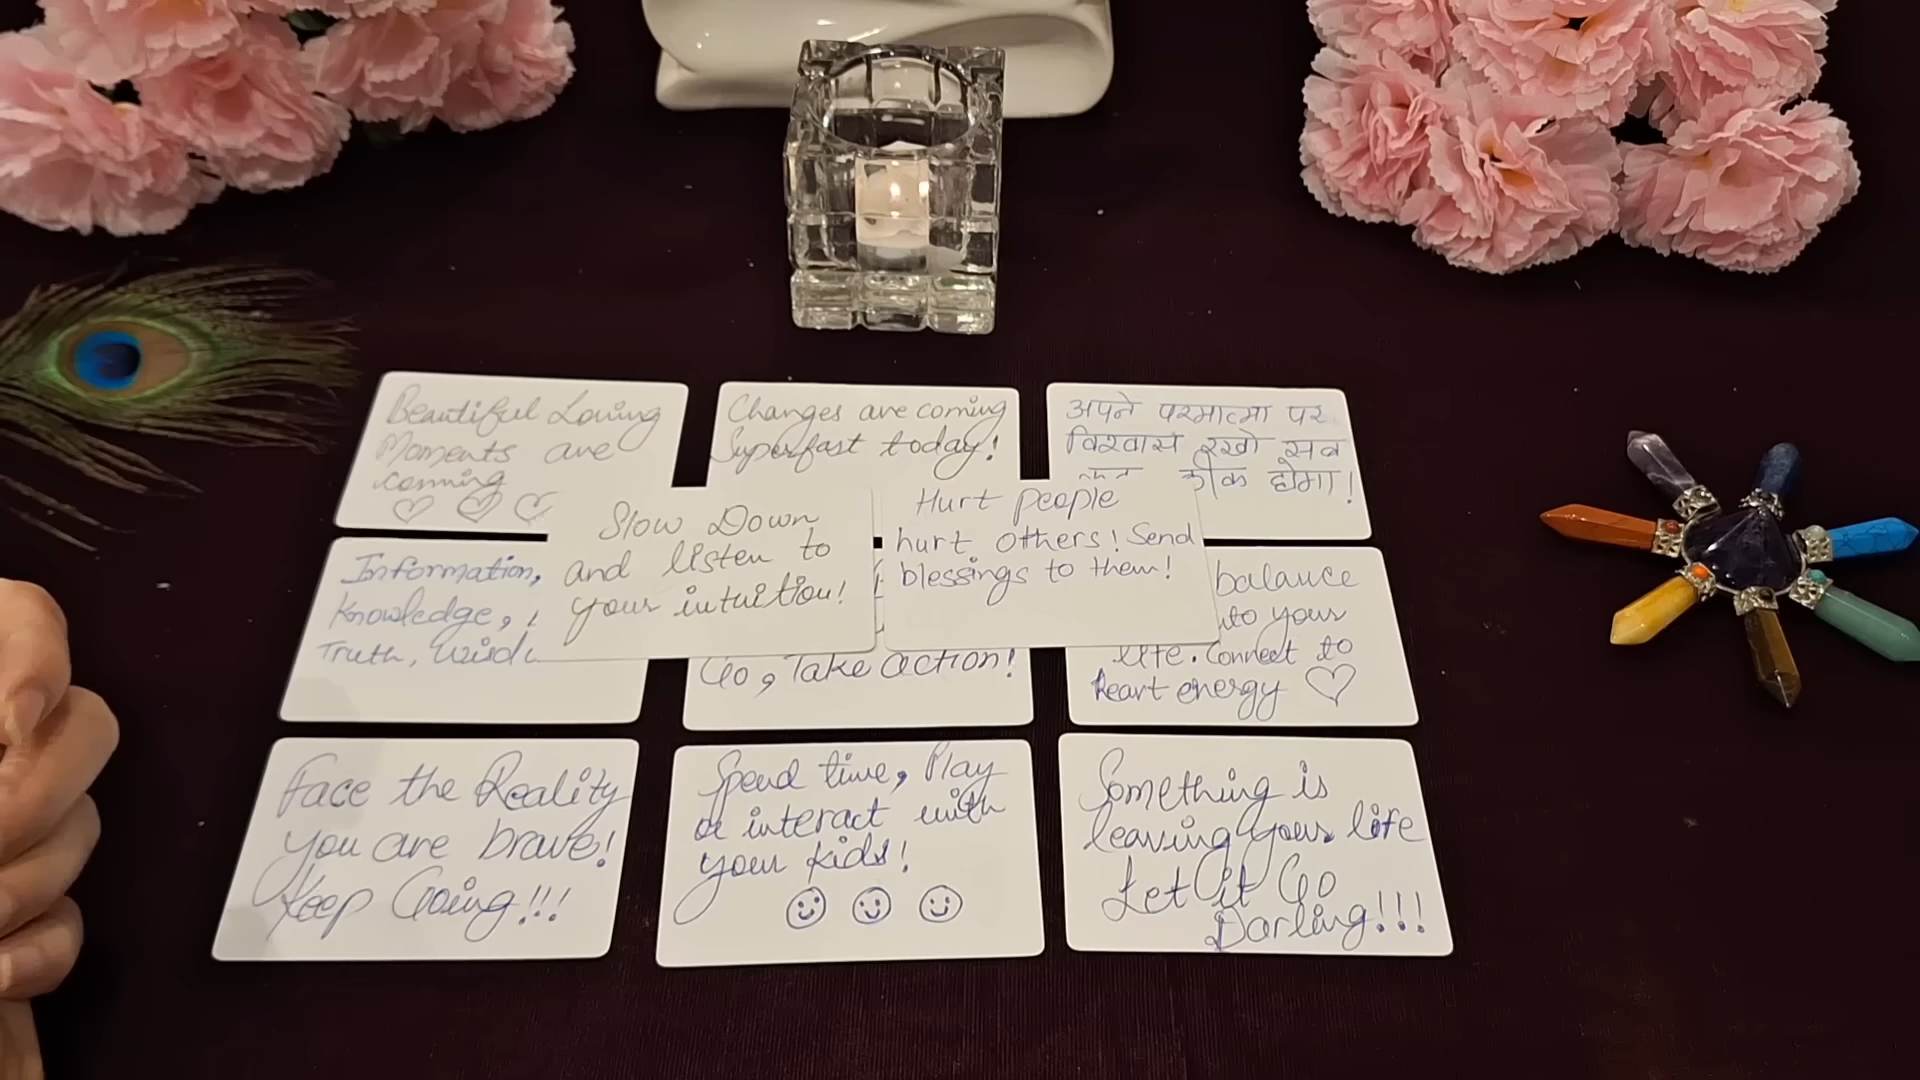 Beautiful Loving
Moments are
coming
Changes are coming
Superfast today!
अपने परमात्मा पर
विश्वास रखो सब
ठीक होगा!
Slow Down
and listen to
your intuition!
Hurt people
hurt others! Send
blessings to them!
Information,
Knowledge,
Truth,
Go, Take action!
balance
your
life. Connect to
heart energy
Face the Reality
you are brave!
Keep Going!!!
Spend time, Play
or interact with
your kids!
Something is
leaving your life
Let it Go
Darling!!!